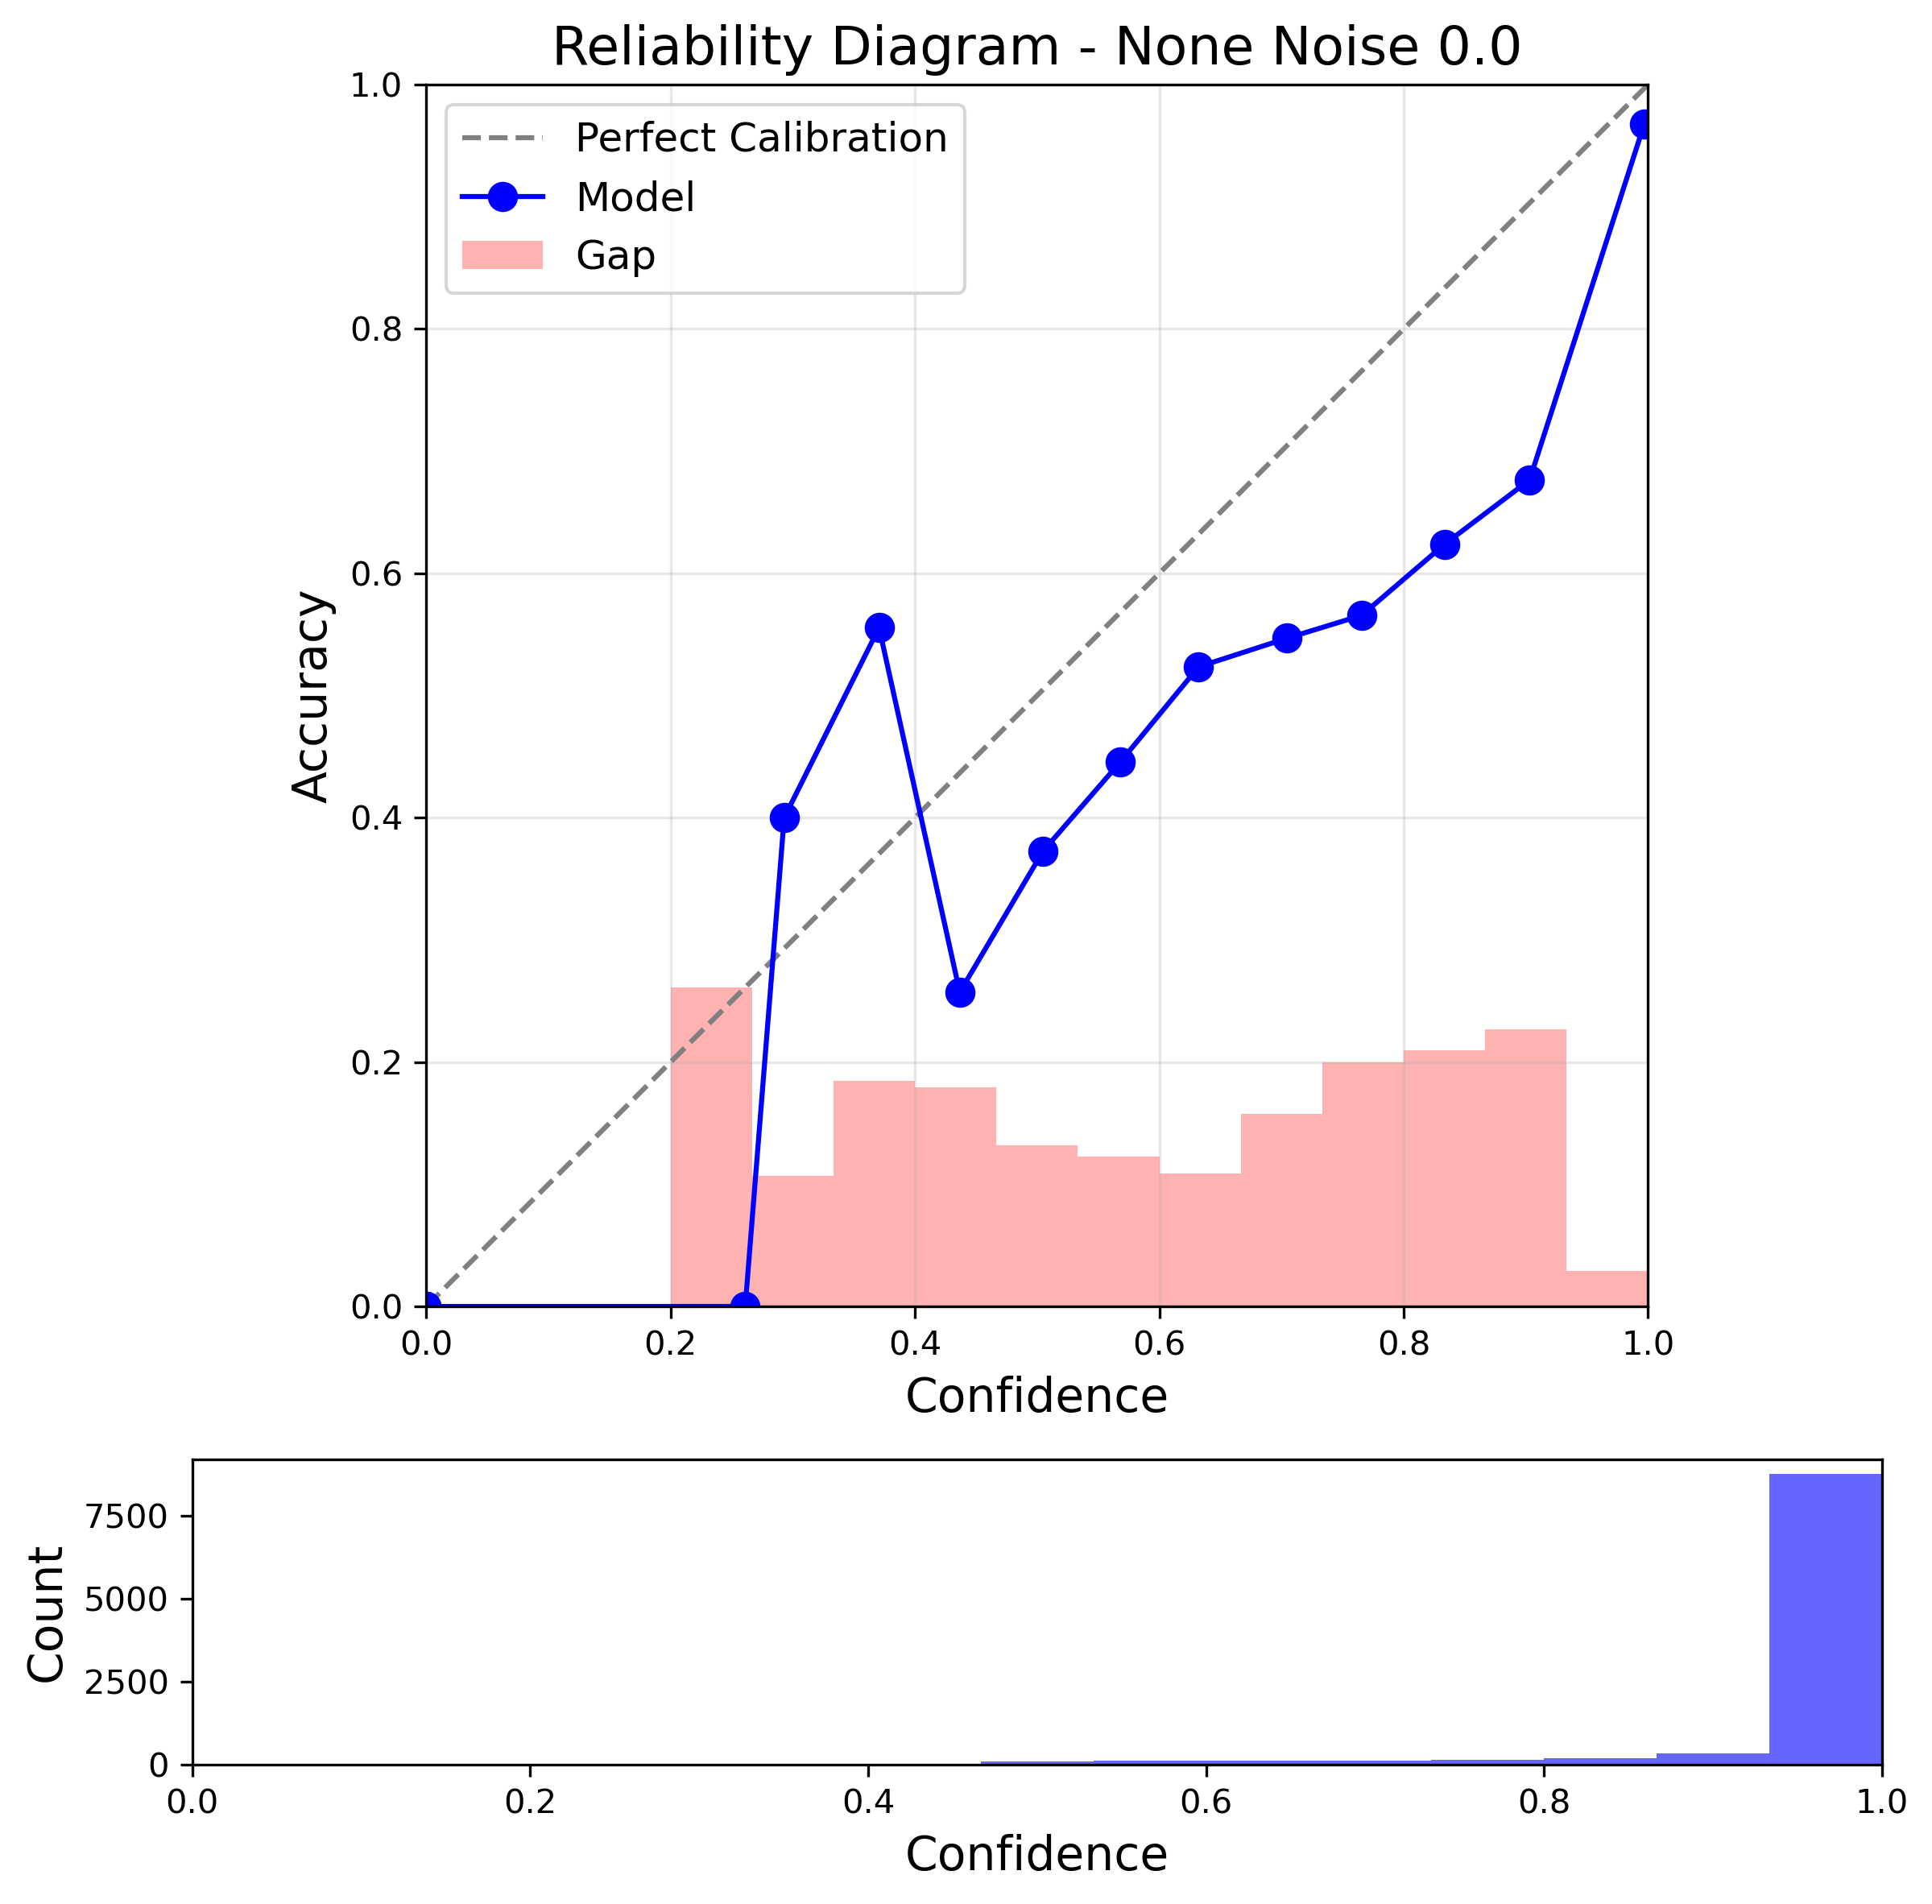 Reliability Diagram - None Noise 0.0
1.0
0.8
0.6
0.4
0.2
0.0
Accuracy
Perfect Calibration
Model
Gap
0.0 0.2 0.4 0.6 0.8 1.0
Confidence
7500
5000
2500
0
Count
0.0 0.2 0.4 0.6 0.8 1.0
Confidence